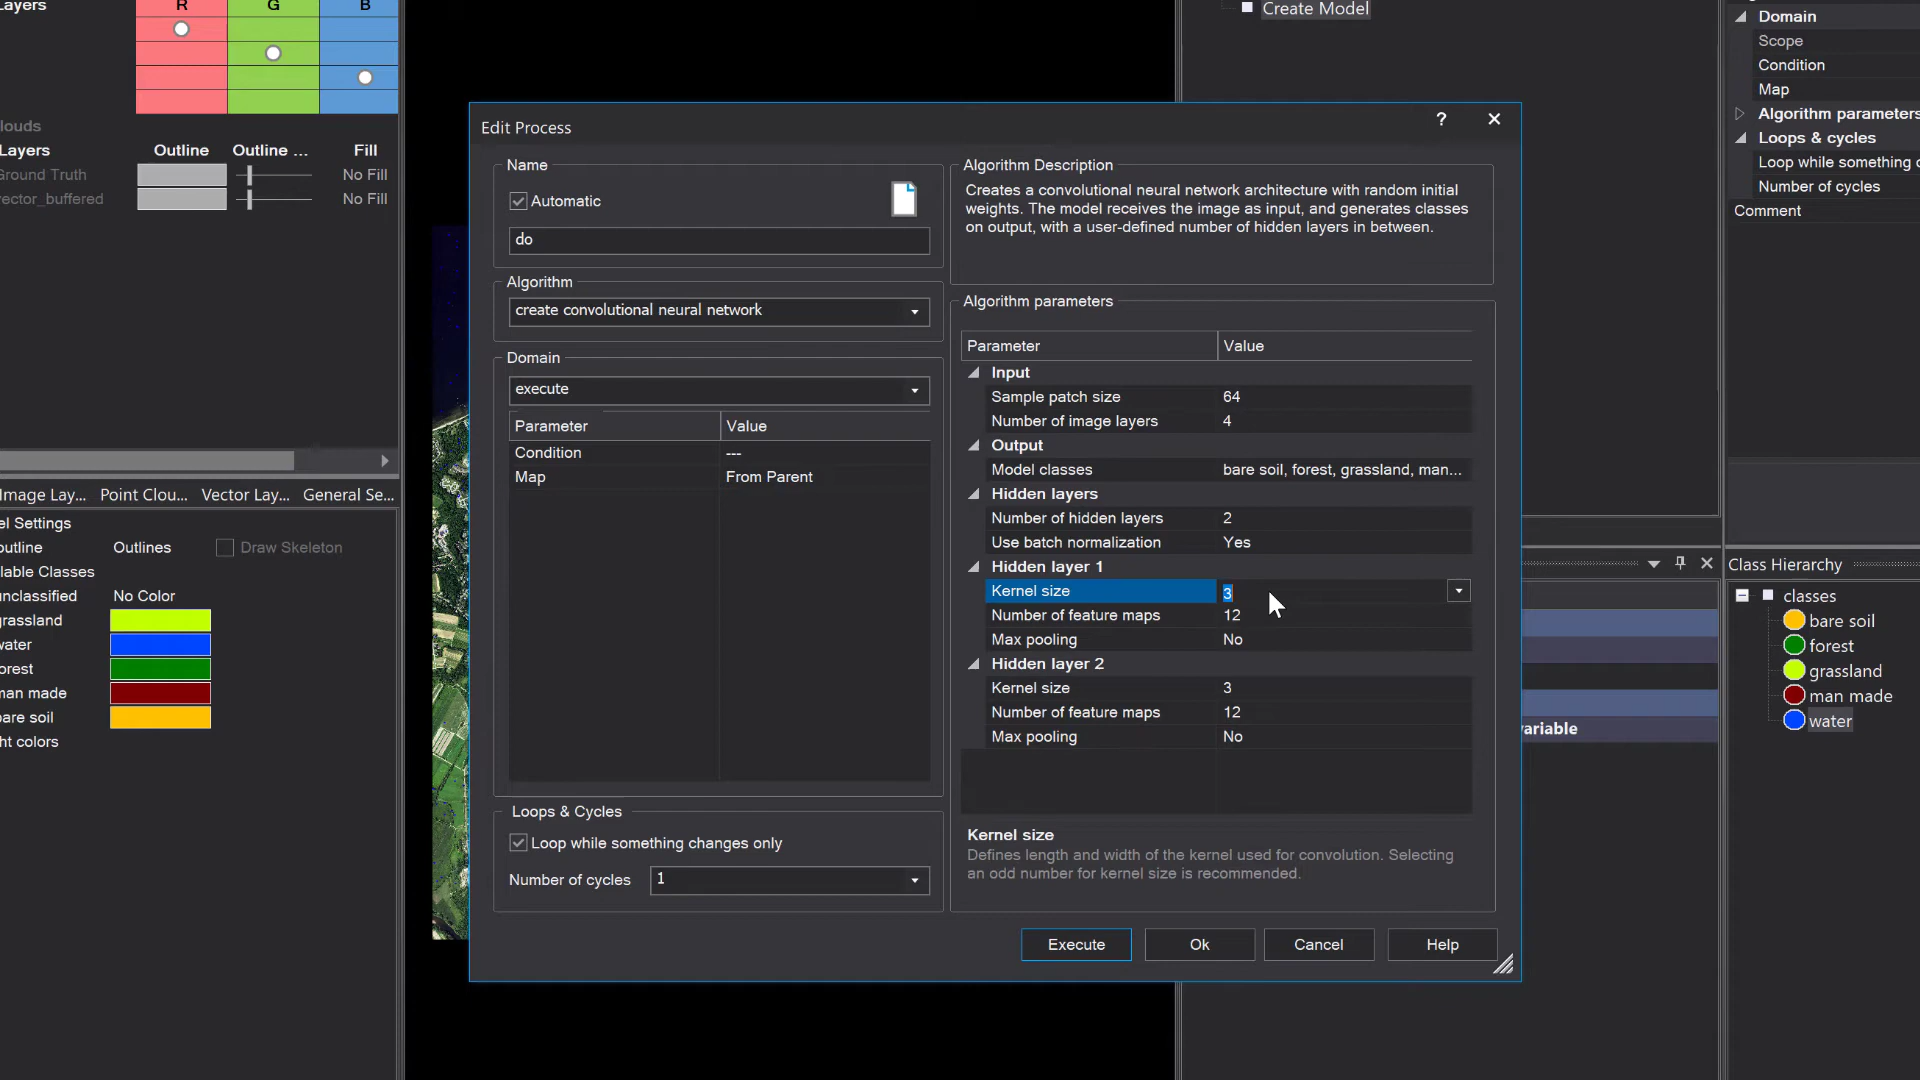 ayers
R
G
B
louds
Layers
Outline
Outline ...
Fill
Ground Truth
No Fill
vector_buffered
No Fill
mage Lay...
Point Clou...
Vector Lay...
General Se...
el Settings
outline
Outlines
Draw Skeleton
lable Classes
unclassified
No Color
grassland
water
orest
man made
bare soil
ht colors
Create Model
Edit Process
?
Name
Automatic
do
Algorithm
create convolutional neural network
Domain
execute
Parameter
Value
Condition
---
Map
From Parent
Loops & Cycles
Loop while something changes only
Number of cycles
1
Algorithm Description
Creates a convolutional neural network architecture with random initial
weights. The model receives the image as input, and generates classes
on output, with a user-defined number of hidden layers in between.
Algorithm parameters
Parameter
Value
Input
Sample patch size
64
Number of image layers
4
Output
Model classes
bare soil, forest, grassland, man...
Hidden layers
Number of hidden layers
2
Use batch normalization
Yes
Hidden layer 1
Kernel size
3
Number of feature maps
12
Max pooling
No
Hidden layer 2
Kernel size
3
Number of feature maps
12
Max pooling
No
Kernel size
Defines length and width of the kernel used for convolution. Selecting
an odd number for kernel size is recommended.
Execute
Ok
Cancel
Help
variable
Domain
Scope
Condition
Map
Algorithm parameters
Loops & cycles
Loop while something c
Number of cycles
Comment
Class Hierarchy
classes
bare soil
forest
grassland
man made
water